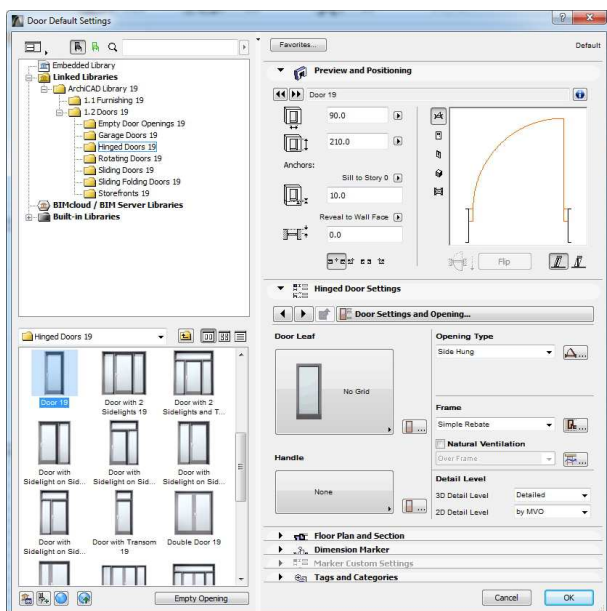 Door Default Settings
Embedded Library
Linked Libraries
ArchiCAD Library 19
1.1 Furnishing 19
1.2 Doors 19
Empty Door Openings 19
Garage Doors 19
Hinged Doors 19
Rotating Doors 19
Sliding Doors 19
Sliding Folding Doors 19
Storefronts 19
BIMcloud / BIM Server Libraries
Built-in Libraries
Hinged Doors 19
Door 19
Door with 2
Sidelights 19
Door with 2
Sidelights and T...
Door with
Sidelight on Sid...
Door with
Sidelight on Sid...
Door with
Sidelight on Sid...
Door with
Sidelight on Sid...
Door with Transom
19
Double Door 19
Empty Opening
Favorites...
Default
Preview and Positioning
Door 19
90.0
210.0
Anchors:
Sill to Story 0
10.0
Reveal to Wall Face
0.0
Flip
Hinged Door Settings
Door Settings and Opening...
Door Leaf
No Grid
Handle
None
Opening Type
Side Hung
Frame
Simple Rebate
Natural Ventilation
Over Frame
Detail Level
3D Detail Level
Detailed
2D Detail Level
by MVO
Floor Plan and Section
Dimension Marker
Marker Custom Settings
Tags and Categories
Cancel
OK